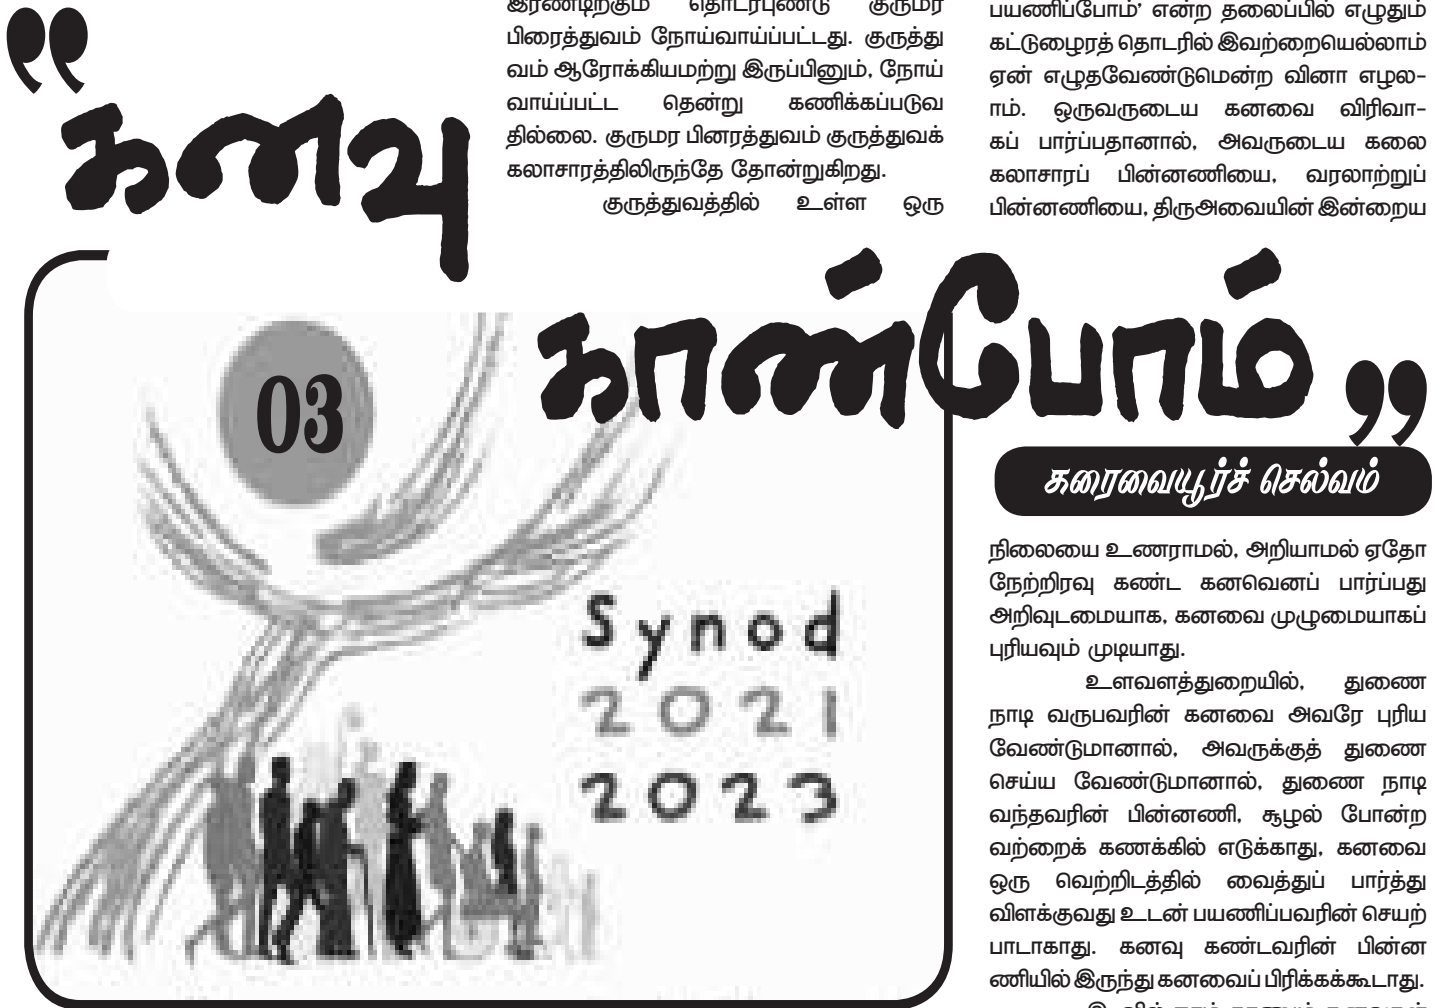 இரண்டிற்கும் தொடர்புண்டு குருமர
பிரைத்துவம் நோய்வாய்ப்பட்டது. குருத்து
வம் ஆரோக்கியமற்று இருப்பினும், நோய்
வாய்ப்பட்ட தென்று கணிக்கப்படுவ
தில்லை. குருமர பினரத்துவம் குருத்துவக்
கலாசாரத்திலிருந்தே தோன்றுகிறது.
குருத்துவத்தில் உள்ள ஒரு
பயணிப்போம்' என்ற தலைப்பில் எழுதும்
கட்டுழைரத் தொடரில் இவற்றையெல்லாம்
ஏன் எழுதவேண்டுமென்ற வினா எழல-
ாம். ஒருவருடைய கனவை விரிவா-
கப் பார்ப்பதானால், அவருடைய கலை
கலாசாரப் பின்னணியை, வரலாற்றுப்
பின்னணியை, திருஅவையின் இன்றைய
"கனவு
காண்போம்"
கரைவையூர்ச் செல்வம்
03
Synod
2021
2023
நிலையை உணராமல், அறியாமல் ஏதோ
நேற்றிரவு கண்ட கனவெனப் பார்ப்பது
அறிவுடமையாக, கனவை முழுமையாகப்
புரியவும் முடியாது.
உளவளத்துறையில், துணை
நாடி வருபவரின் கனவை அவரே புரிய
வேண்டுமானால், அவருக்குத் துணை
செய்ய வேண்டுமானால், துணை நாடி
வந்தவரின் பின்னணி, சூழல் போன்ற
வற்றைக் கணக்கில் எடுக்காது, கனவை
ஒரு வெற்றிடத்தில் வைத்துப் பார்த்து
விளக்குவது உடன் பயணிப்பவரின் செயற்
பாடாகாது. கனவு கண்டவரின் பின்ன
ணியில் இருந்து கனவைப் பிரிக்கக்கூடாது.